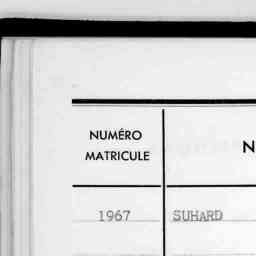 NUMÉRO
MATRICULE
N
1967 SUHARD